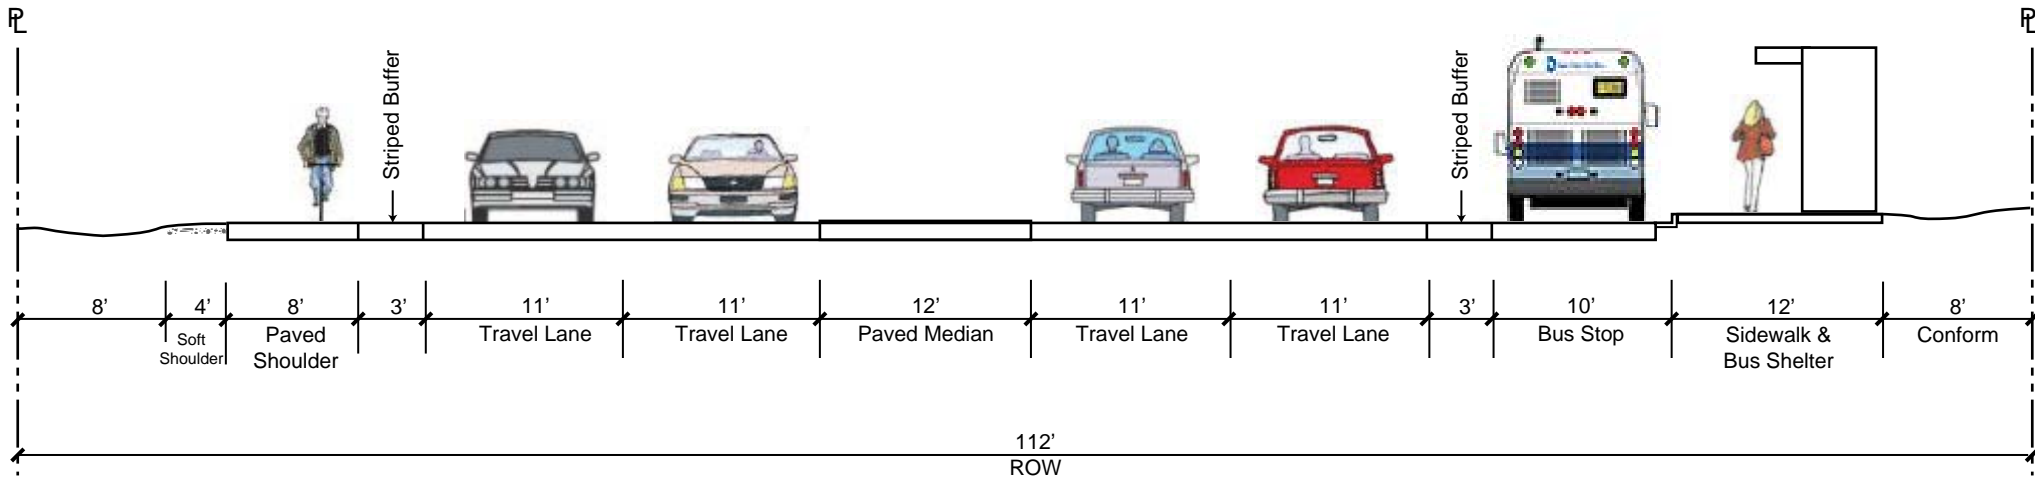 PL
PL
Striped Buffer
Striped Buffer
8’
4’
8’
3’
11’
11’
12’
11’
11’
3’
10’
12’
8’
Soft
Shoulder
Paved
Shoulder
Travel Lane
Travel Lane
Paved Median
Travel Lane
Travel Lane
Bus Stop
Sidewalk &
Bus Shelter
Conform
112’
ROW